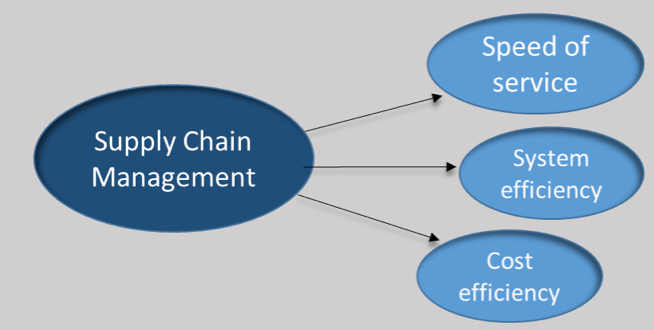 Supply Chain
Management
Speed of
service
System
efficiency
Cost
efficiency